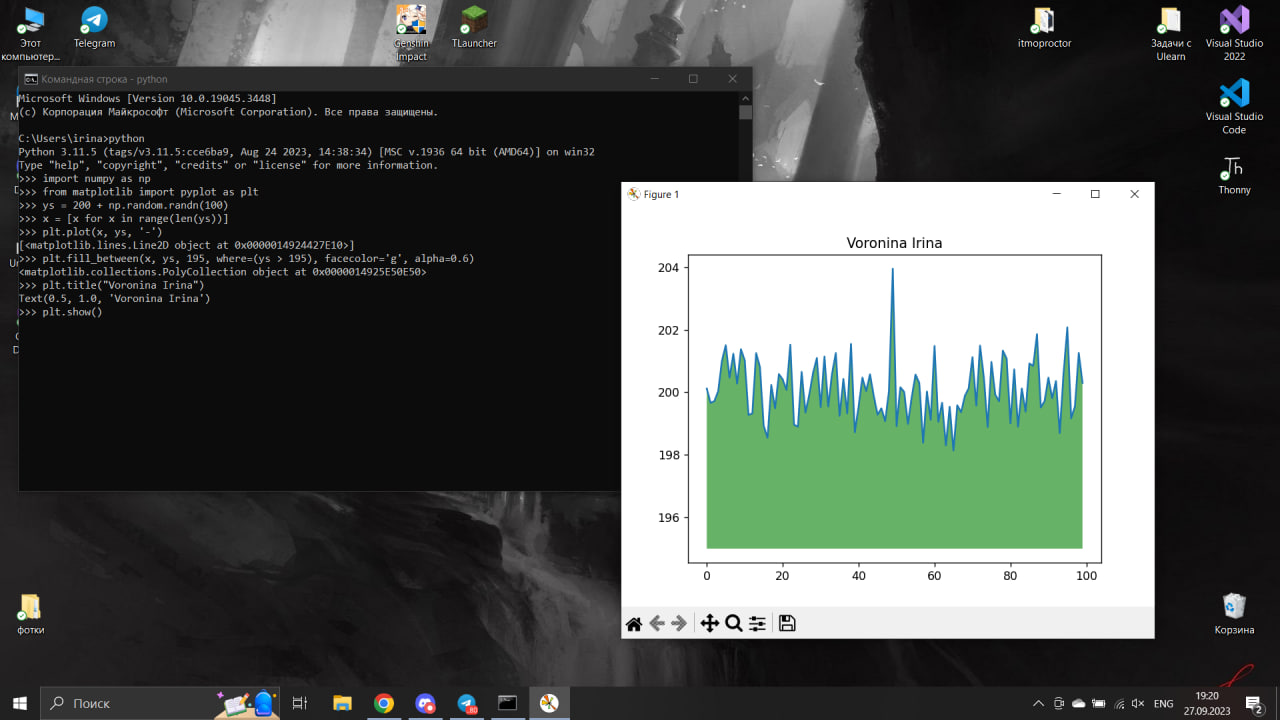 Этот
компьютер...
Telegram
Genshin
Impact
TLauncher
itmoproctor
Задачи с
Ulearn
Visual Studio
2022
Visual Studio
Code
Thonny
Командная строка - python
Microsoft Windows [Version 10.0.19045.3448]
(c) Корпорация Майкрософт (Microsoft Corporation). Все права защищены.
C:\Users\irina>python
Python 3.11.5 (tags/v3.11.5:cce6ba9, Aug 24 2023, 14:38:34) [MSC v.1936 64 bit (AMD64)] on win32
Type "help", "copyright", "credits" or "license" for more information.
>>> import numpy as np
>>> from matplotlib import pyplot as plt
>>> ys = 200 + np.random.randn(100)
>>> x = [x for x in range(len(ys))]
>>> plt.plot(x, ys, '-')
[<matplotlib.lines.Line2D object at 0x0000014924427E10>]
>>> plt.fill_between(x, ys, 195, where=(ys > 195), facecolor='g', alpha=0.6)
<matplotlib.collections.PolyCollection object at 0x0000014925E50E50>
>>> plt.title("Voronina Irina")
Text(0.5, 1.0, 'Voronina Irina')
>>> plt.show()
Figure 1
Voronina Irina
204
202
200
198
196
0 20 40 60 80 100
фотки
Корзина
Поиск
80
ENG
19:20
27.09.2023
2